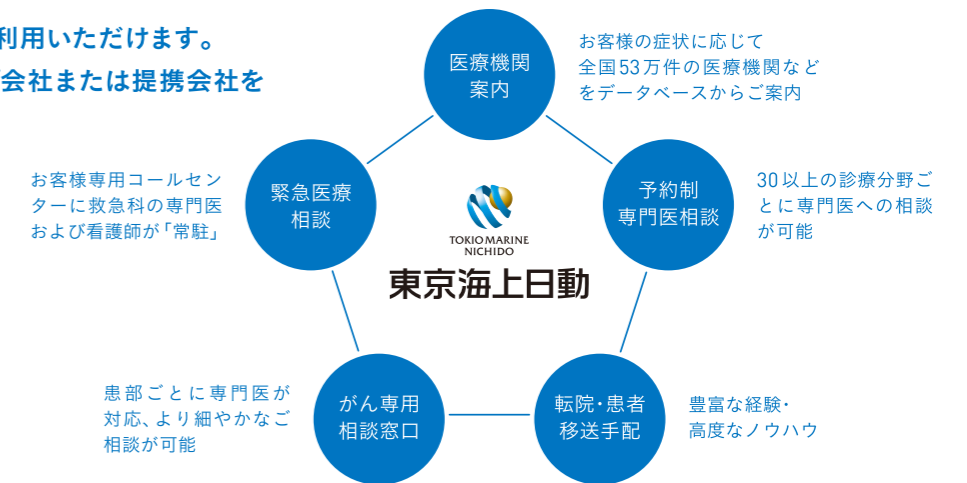 利用いただけます。
会社または提携会社を
医療機関
案内
お客様の症状に応じて
全国53万件の医療機関など
をデータベースからご案内
お客様専用コールセン
ターに救急科の専門医
および看護師が「常駐」
緊急医療
相談
予約制
専門医相談
30以上の診療分野ご
とに専門医への相談
が可能
TOKIO MARINE
NICHIDO
東京海上日動
患部ごとに専門医が
対応、より細やかなご
相談が可能
がん専用
相談窓口
転院・患者
移送手配
豊富な経験・
高度なノウハウ